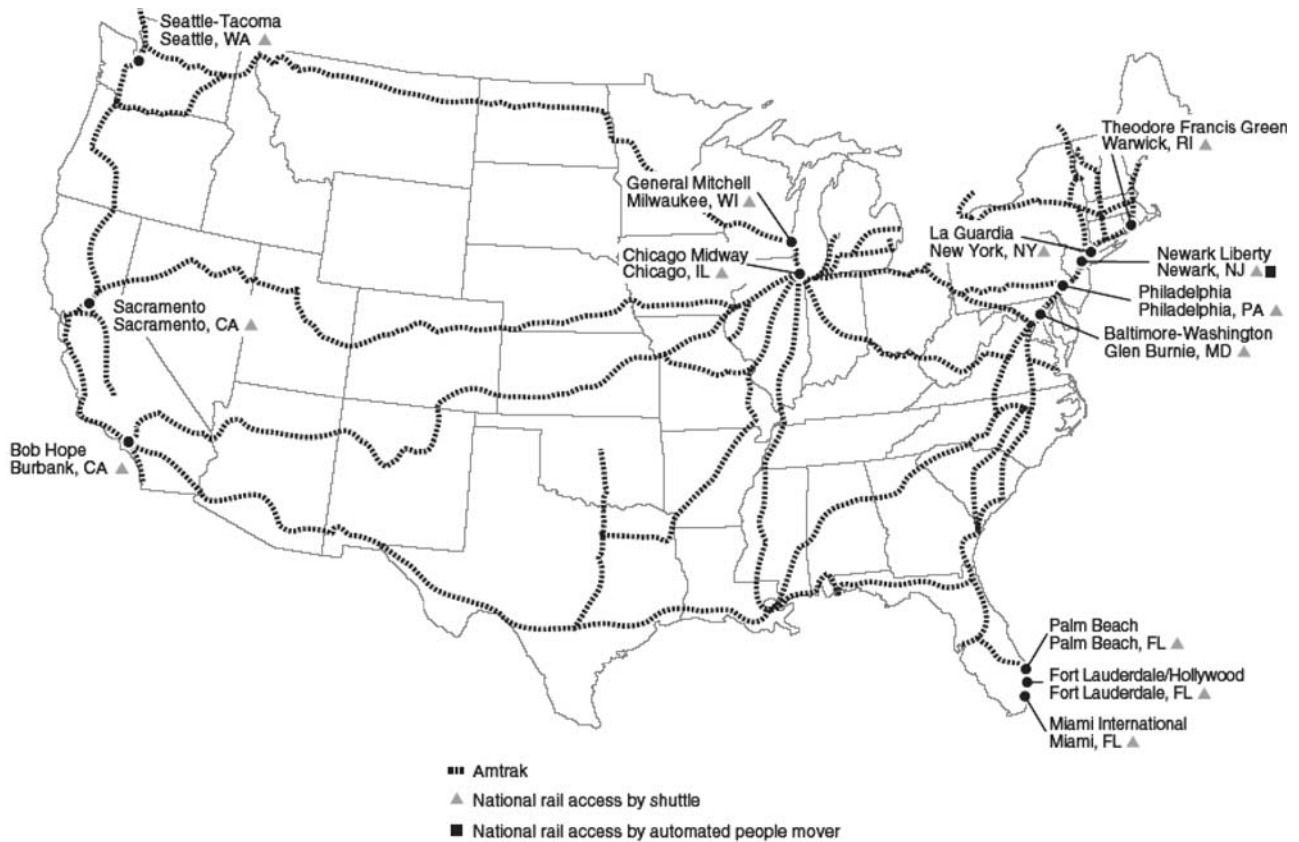 Seattle-Tacoma
Seattle, WA
Theodore Francis Green
Warwick, RI
General Mitchell
Milwaukee, WI
La Guardia
New York, NY
Chicago Midway
Chicago, IL
Newark Liberty
Newark, NJ
Philadelphia
Philadelphia, PA
Sacramento
Sacramento, CA
Baltimore-Washington
Glen Burnie, MD
Bob Hope
Burbank, CA
Palm Beach
Palm Beach, FL
Fort Lauderdale/Hollywood
Fort Lauderdale, FL
Miami International
Miami, FL
Amtrak
National rail access by shuttle
National rail access by automated people mover